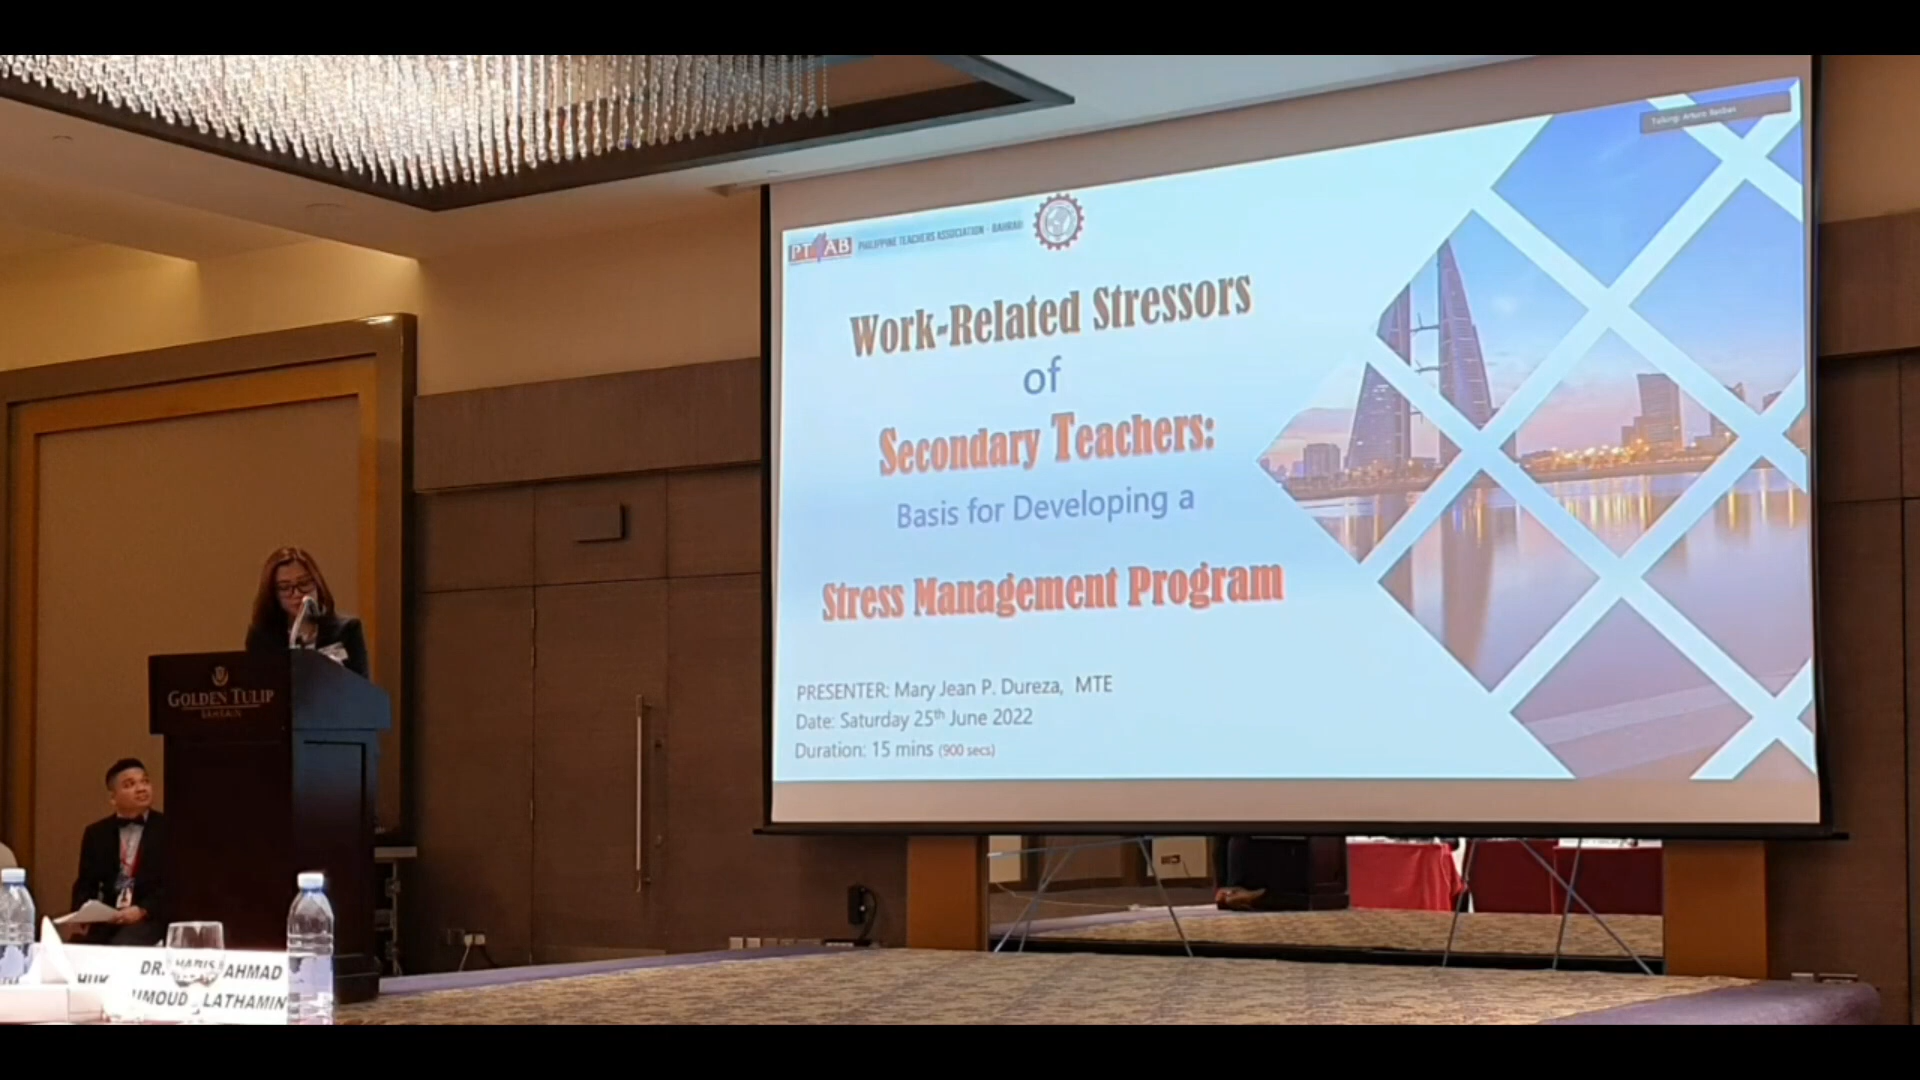 PTAB PHILIPPINE TEACHERS ASSOCIATION - BAHRAIN
Work-Related Stressors
of
Secondary Teachers:
Basis for Developing a
Stress Management Program
PRESENTER: Mary Jean P. Dureza, MTE
Date: Saturday 25th June 2022
Duration: 15 mins (900 secs)
GOLDEN TULIP
BAHRAIN
DR. AHMAD